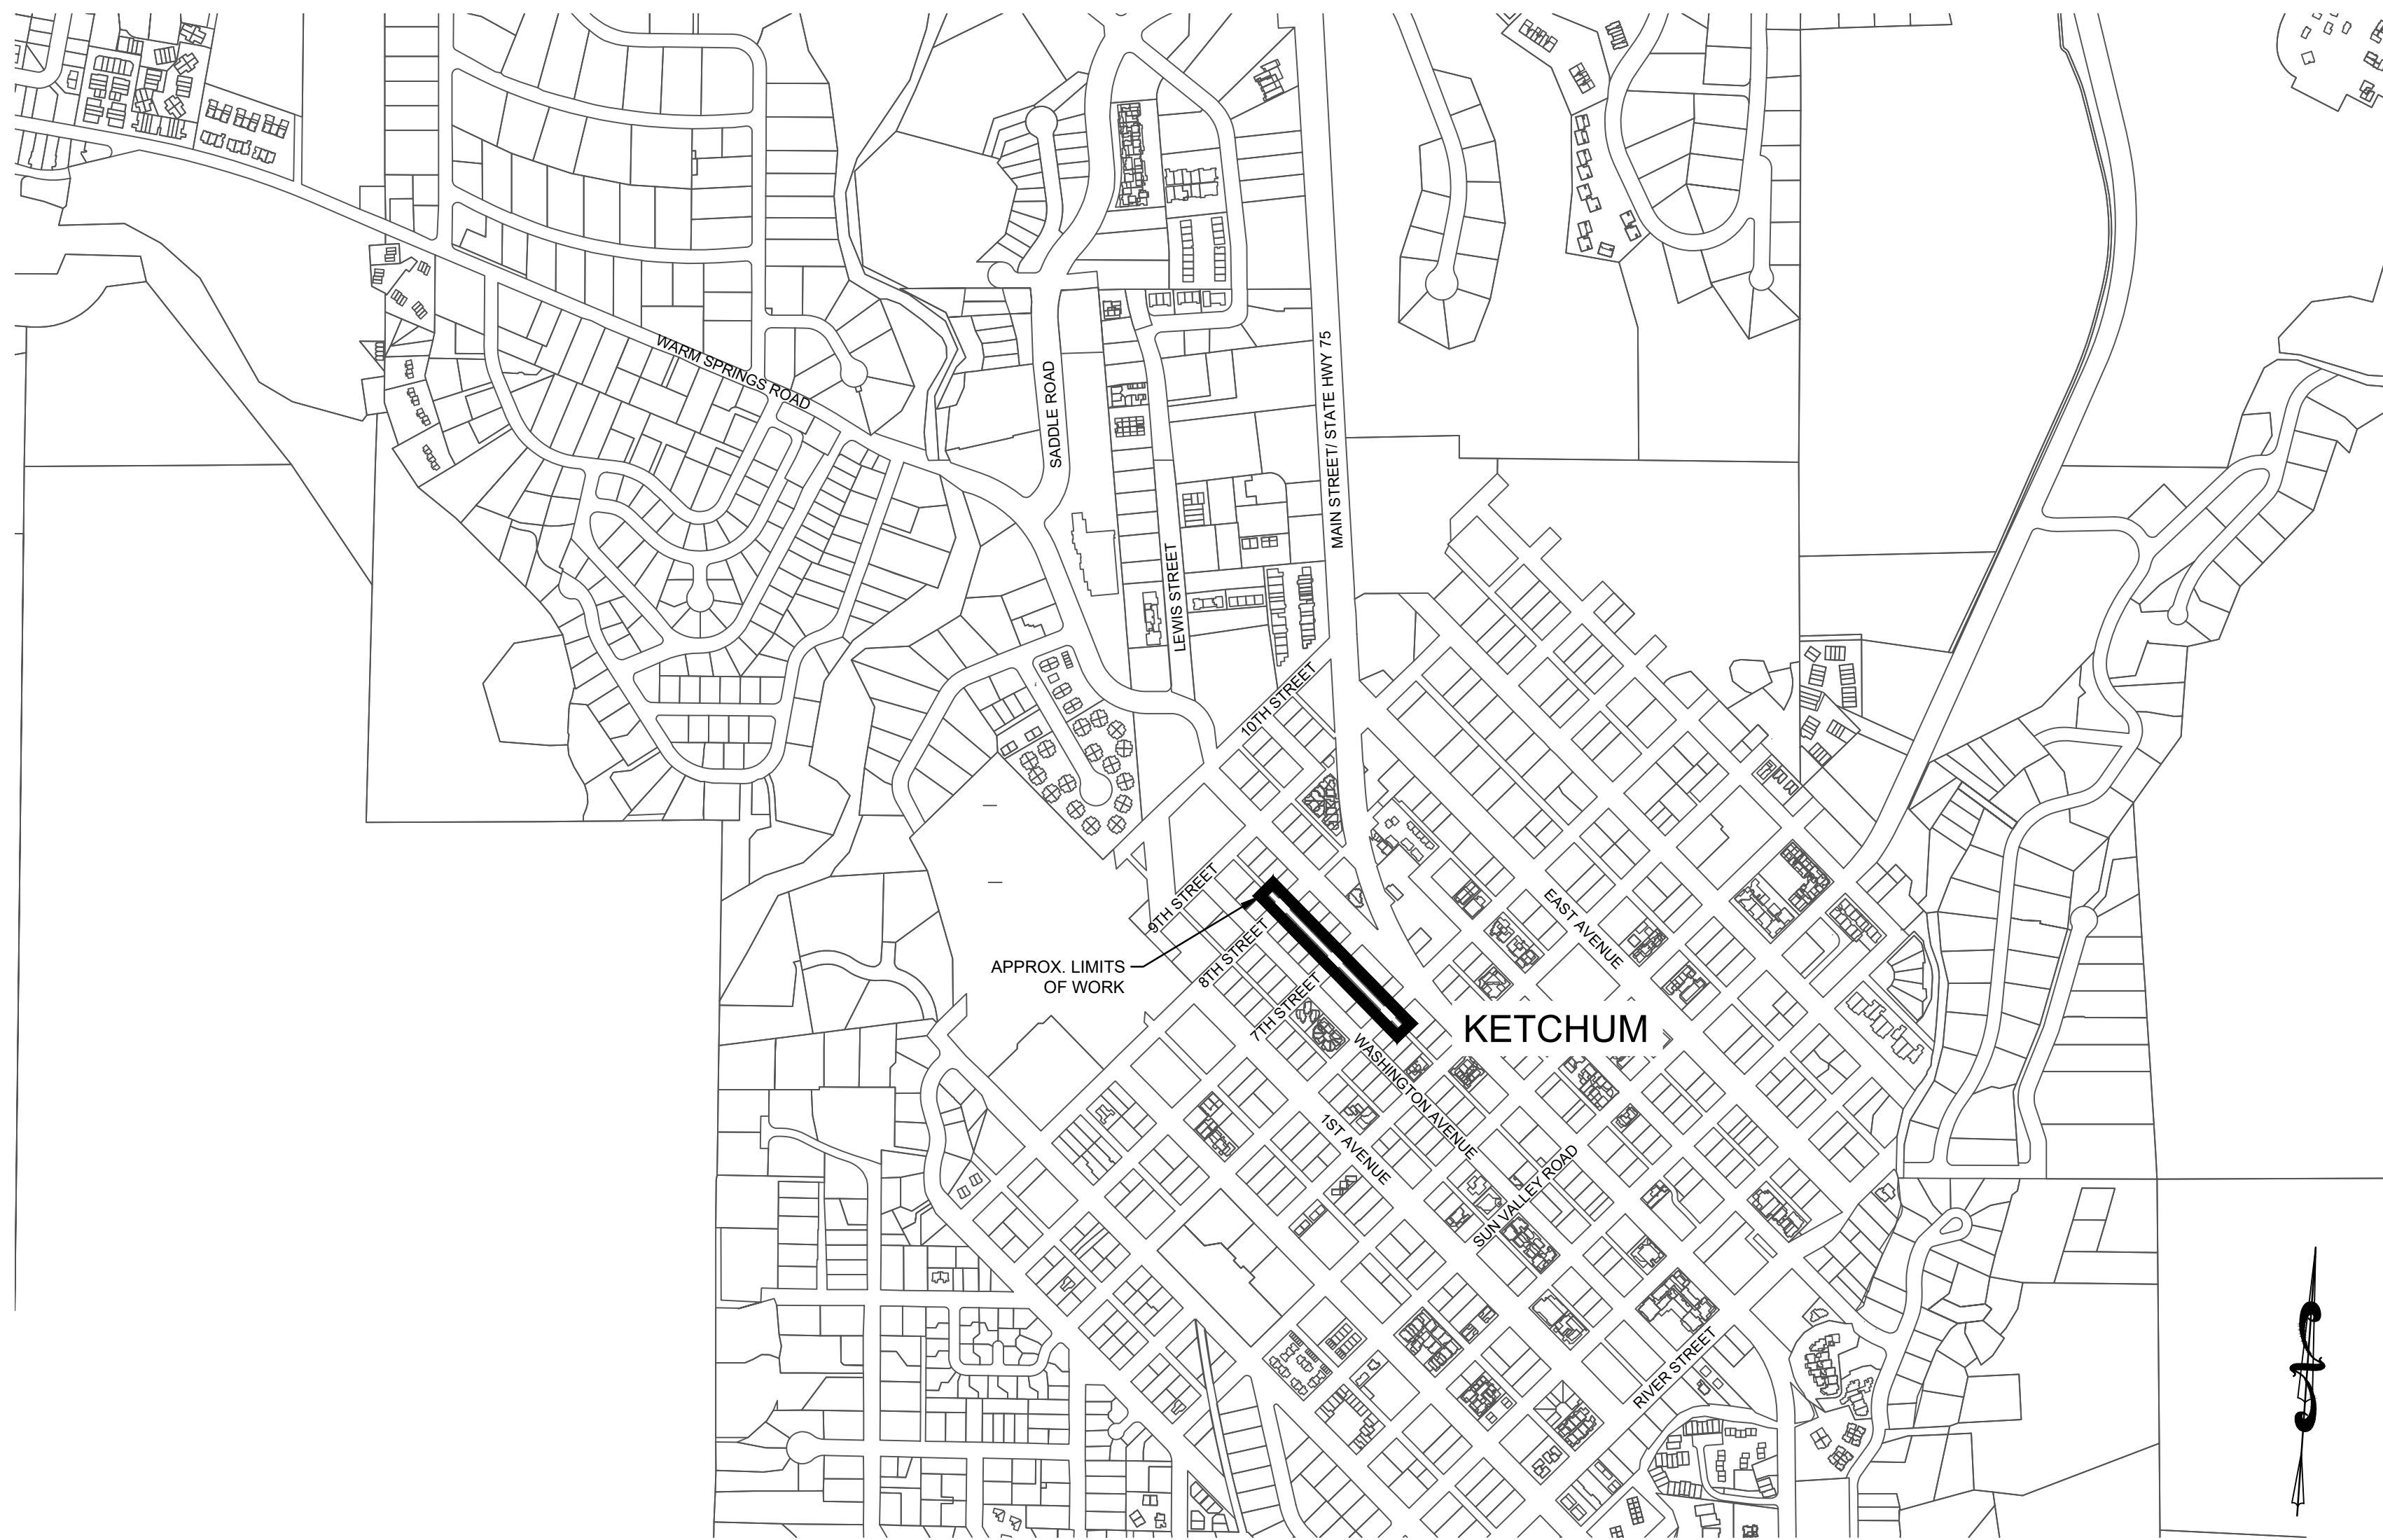 WARM SPRINGS ROAD
SADDLE ROAD
MAIN STREET/ STATE HWY 75
LEWIS STREET
10TH STREET
9TH STREET
8TH STREET
7TH STREET
EAST AVENUE
APPROX. LIMITS
OF WORK
KETCHUM
WASHINGTON AVENUE
1ST AVENUE
SUN VALLEY ROAD
RIVER STREET